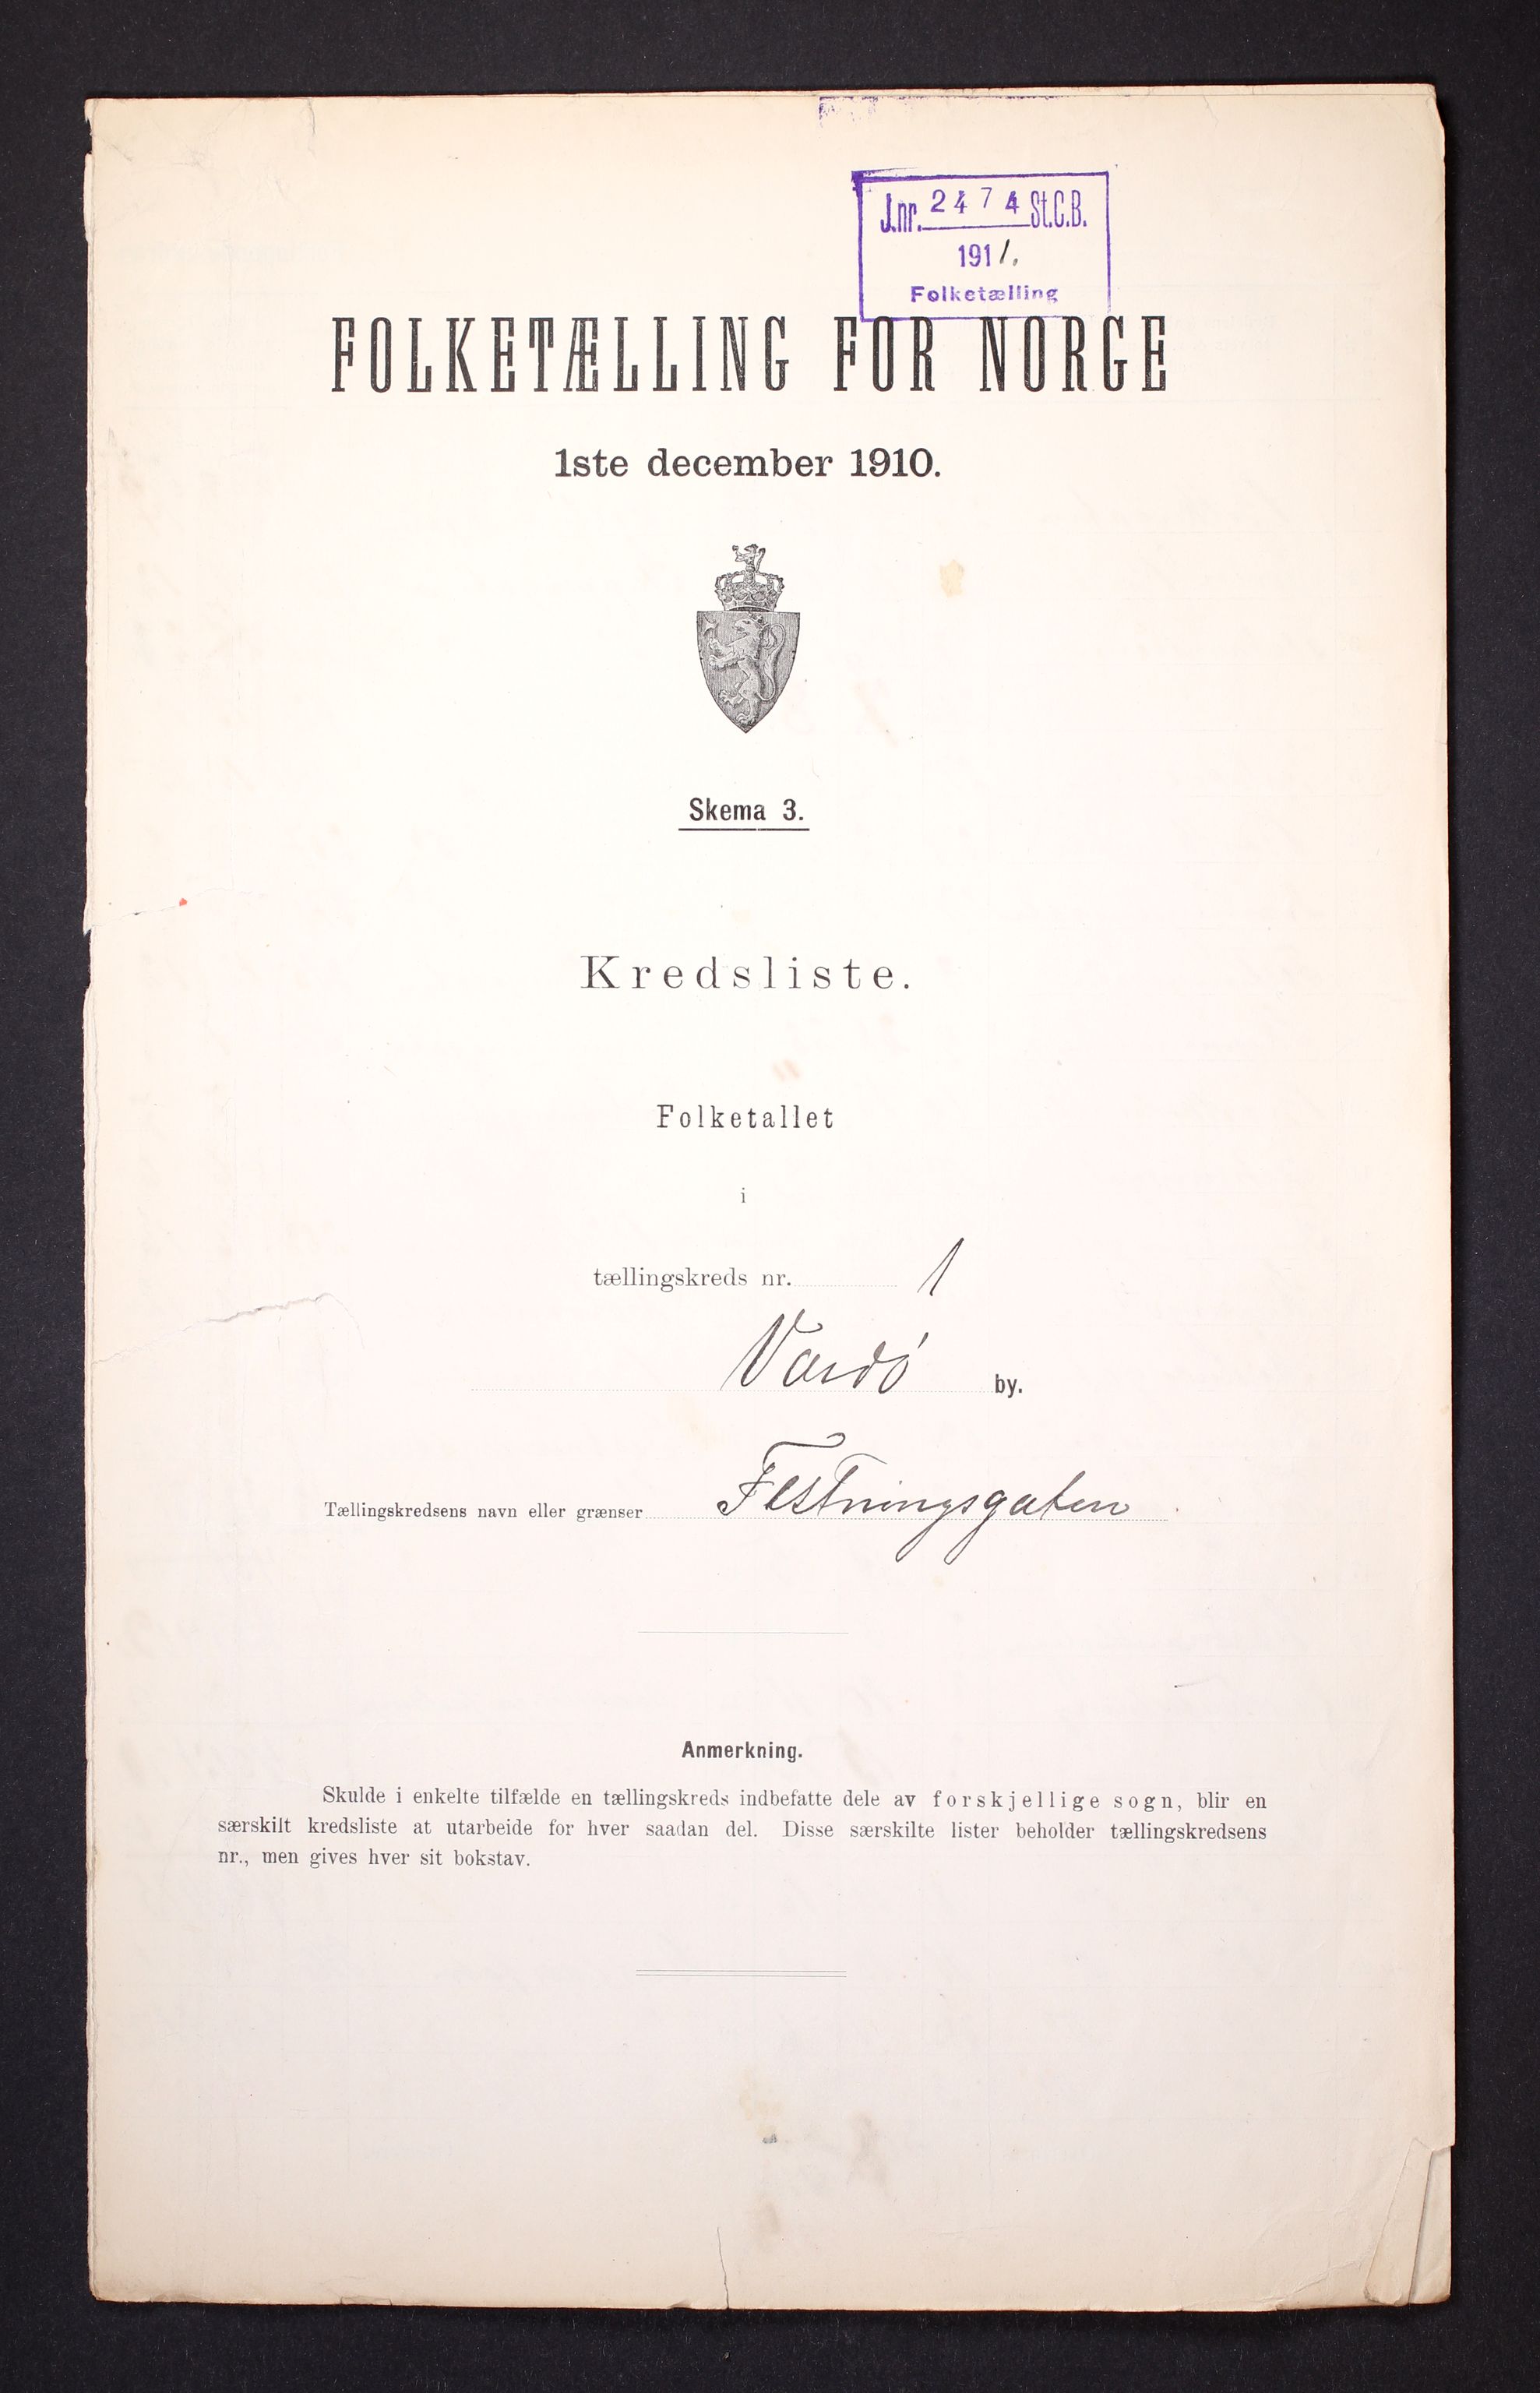 J.nr. 2474 St.C.B.
1911.
Folketælling
FOLKETÆLLING FOR NORGE
1ste december 1910.
Skema 3.
Kredsliste.
Folketallet
i
tællingskreds nr. 1
Vardö by.
Tællingskredsens navn eller grænser Festningsgaten
Anmerkning.
Skulde i enkelte tilfælde en tællingskreds indbefatte dele av forskjellige sogn, blir en
særskilt kredsliste at utarbeide for hver saadan del. Disse særskilte lister beholder tællingskredsens
nr., men gives hver sit bokstav.